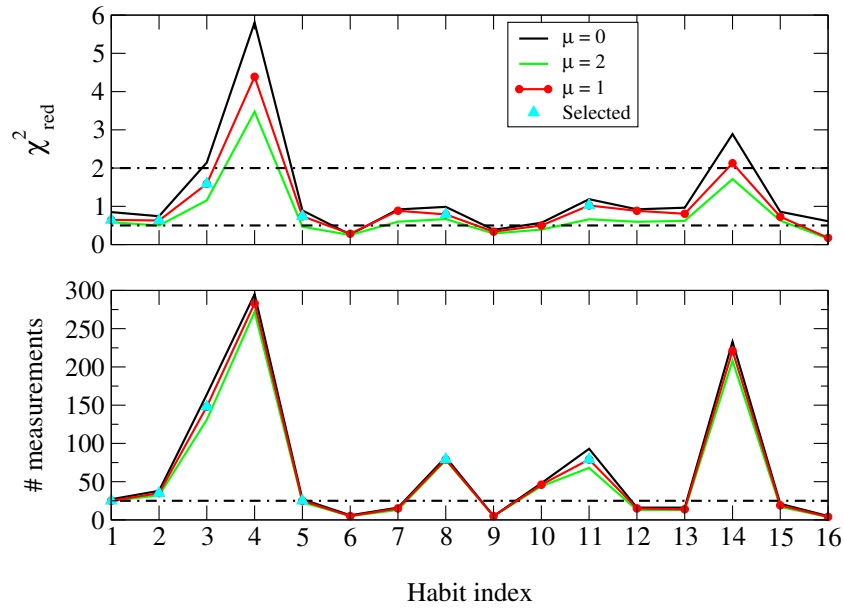 6
5
4
3
2
1
0
χ²red
μ = 0
μ = 2
μ = 1
Selected
300
250
200
150
100
50
0
# measurements
1 2 3 4 5 6 7 8 9 10 11 12 13 14 15 16
Habit index